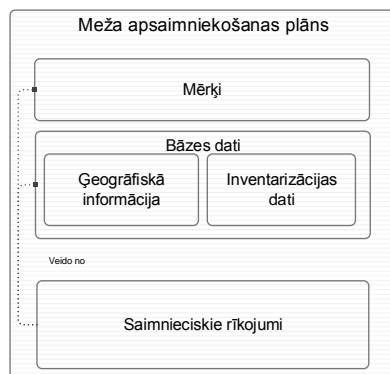 Meža apsaimniekošanas plāns
Mērķi
Bāzes dati
Ģeogrāfiskā
informācija
Inventarizācijas
dati
Veido no
Saimnieciskie rīkojumi